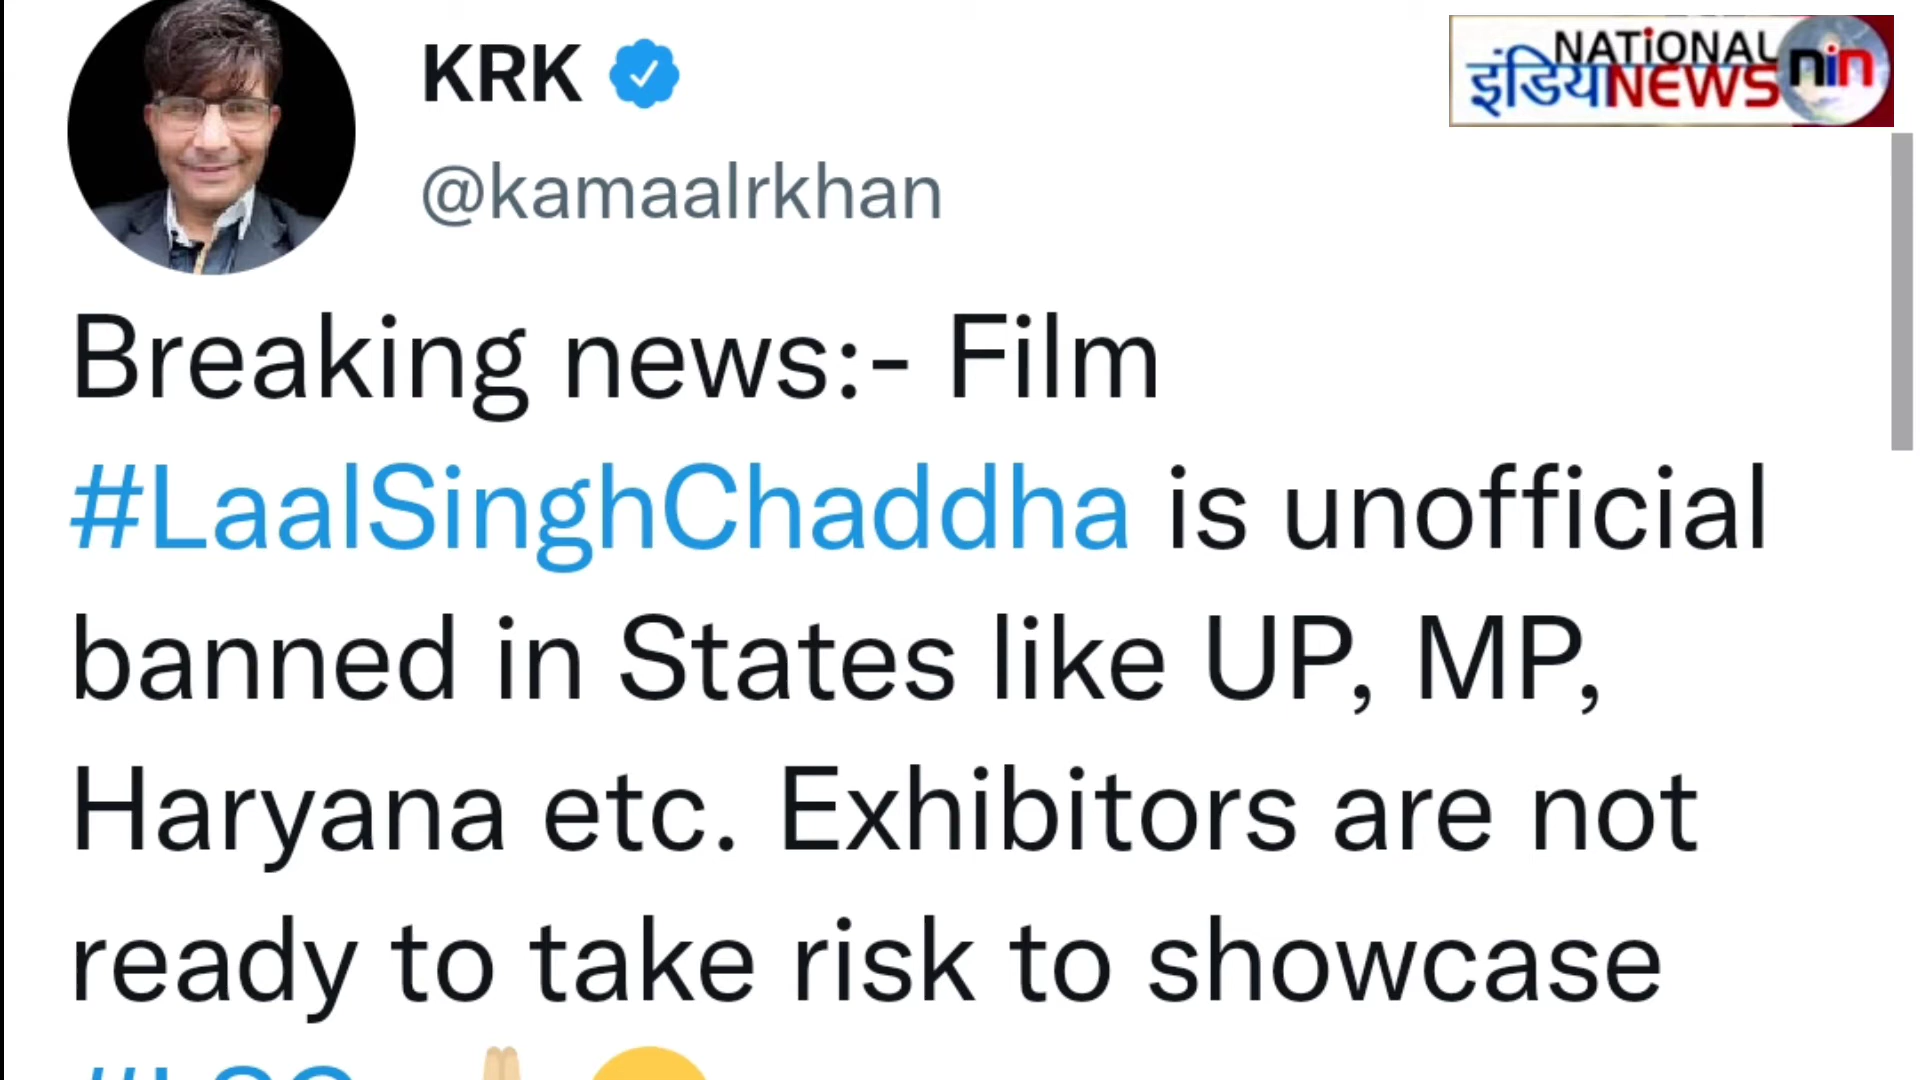 KRK
@kamaalrkhan
NATiONAL
इंडिया NEWS nin
Breaking news:- Film
#LaalSinghChaddha is unofficial
banned in States like UP, MP,
Haryana etc. Exhibitors are not
ready to take risk to showcase